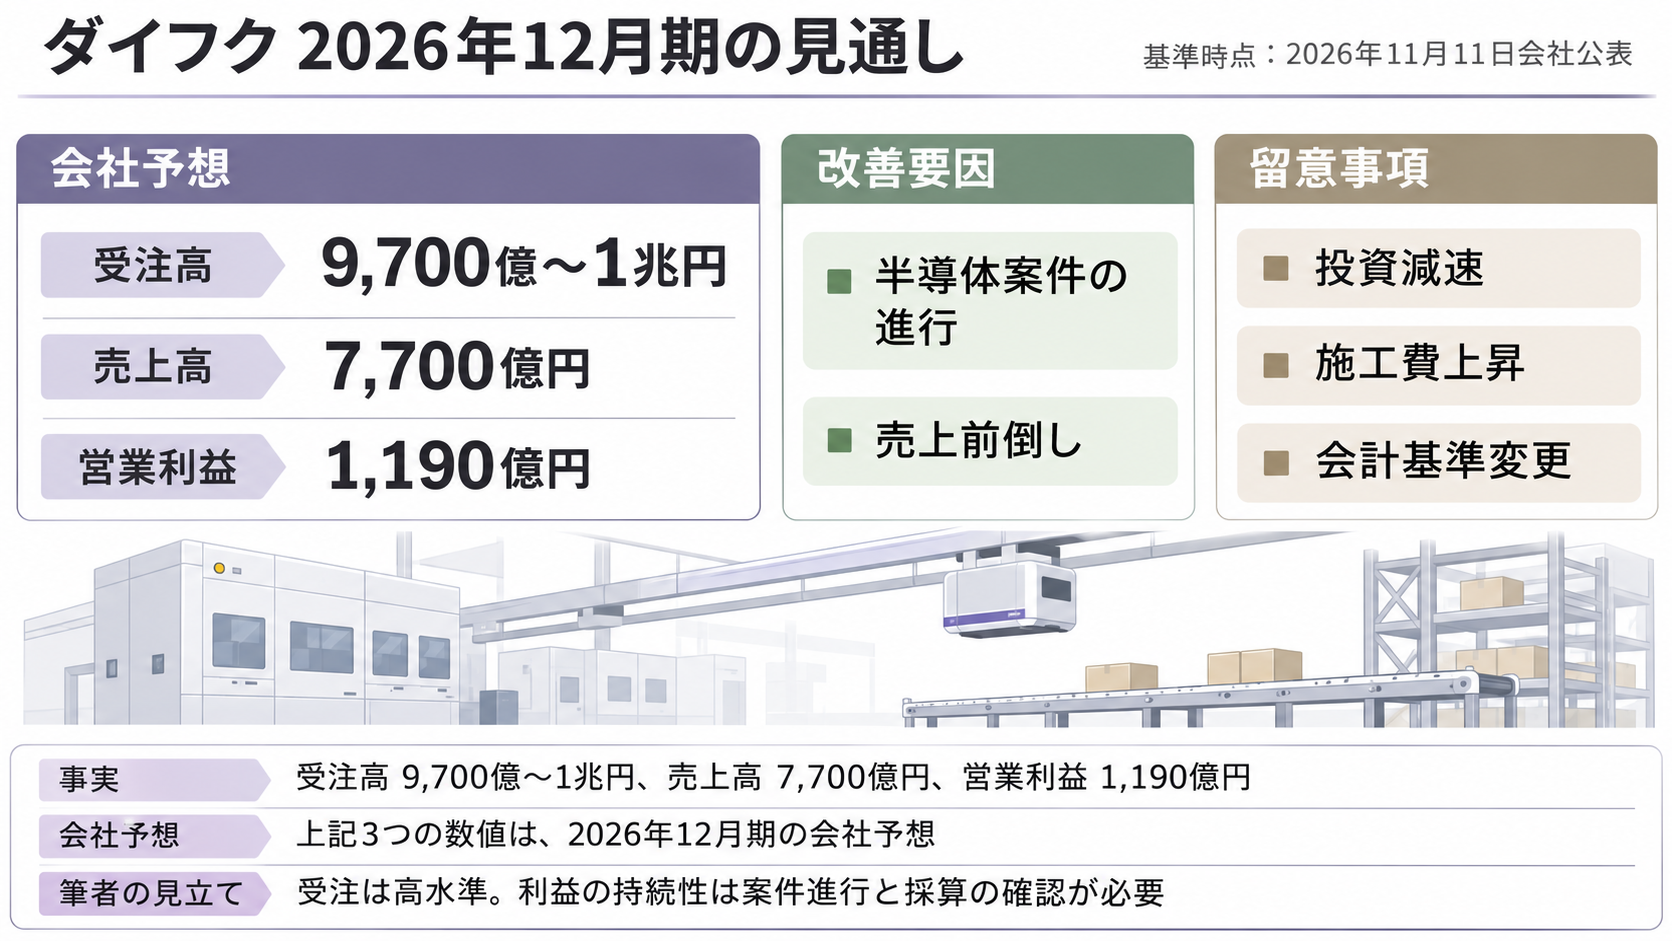 ダイフク 2026年12月期の見通し
基準時点：2026年11月11日会社公表
会社予想
受注高
9,700億～1兆円
売上高
7,700億円
営業利益
1,190億円
改善要因
半導体案件の
進行
売上前倒し
留意事項
投資減速
施工費上昇
会計基準変更
事実
受注高 9,700億～1兆円、売上高 7,700億円、営業利益 1,190億円
会社予想
上記3つの数値は、2026年12月期の会社予想
筆者の見立て
受注は高水準。利益の持続性は案件進行と採算の確認が必要